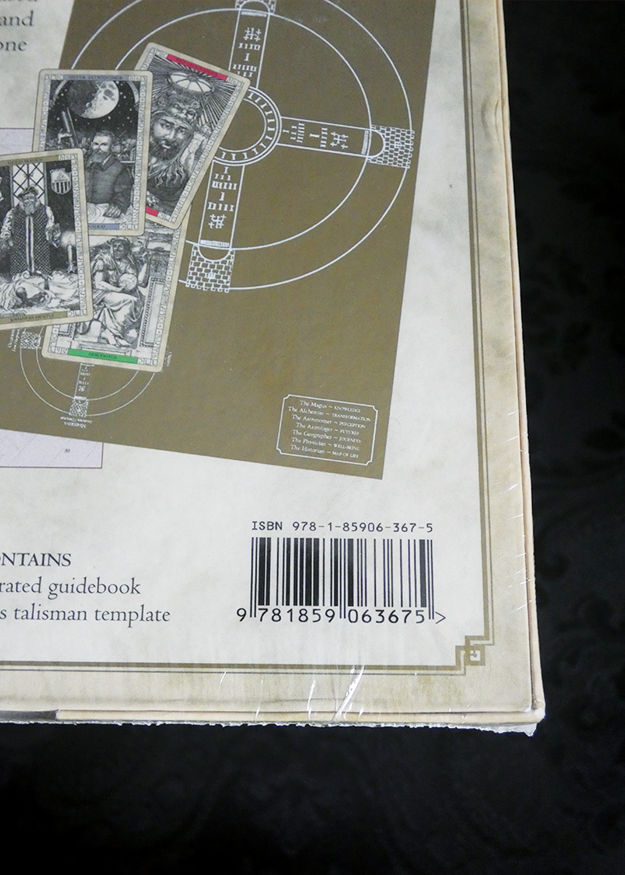 and
one
The Magus ~ KNOWLEDGE
The Alchemist ~ TRANSFORMATION
The Astronomer ~ PERCEPTION
The Astrologer ~ FUTURES
The Geographer ~ JOURNEYS
The Physician ~ WELL-BEING
The Historian ~ MAP OF LIFE
ISBN 978-1-85906-367-5
9 781859 063675 >
ONTAINS
rated guidebook
s talisman template